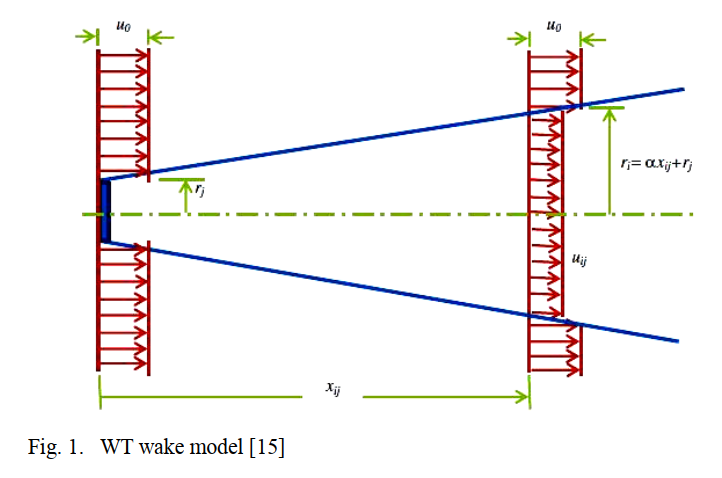 u₀
u₀
rⱼ
rᵢ= αxᵢⱼ+rⱼ
uᵢⱼ
xᵢⱼ
Fig. 1. WT wake model [15]